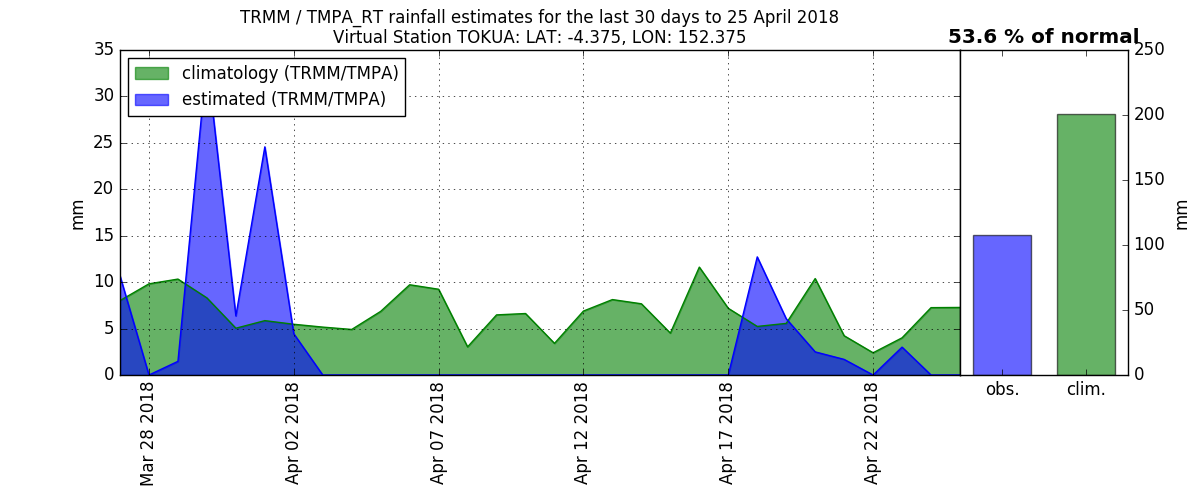 TRMM / TMPA_RT rainfall estimates for the last 30 days to 25 April 2018
Virtual Station TOKUA: LAT: -4.375, LON: 152.375
53.6 % of normal
climatology (TRMM/TMPA)
estimated (TRMM/TMPA)
35
30
25
20
15
10
5
0
mm
Mar 28 2018
Apr 02 2018
Apr 07 2018
Apr 12 2018
Apr 17 2018
Apr 22 2018
obs.
clim.
250
200
150
100
50
0
mm